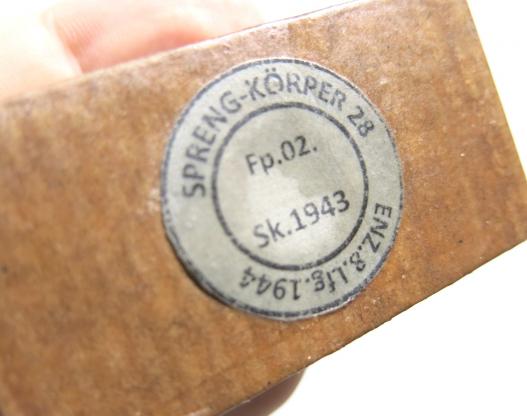 SPRENG-KÖRPER 28
Fp.02.
Sk.1943
ENZ.8.Lfg.1944